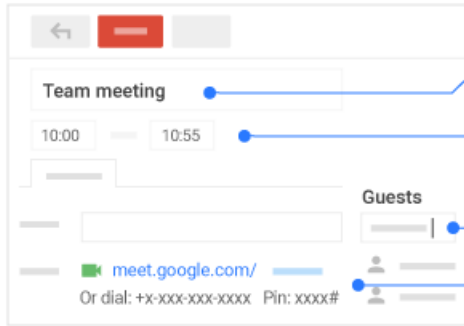 Team meeting
10:00 10:55
Guests
meet.google.com/
Or dial: +x-xxx-xxx-xxxx Pin: xxxx#